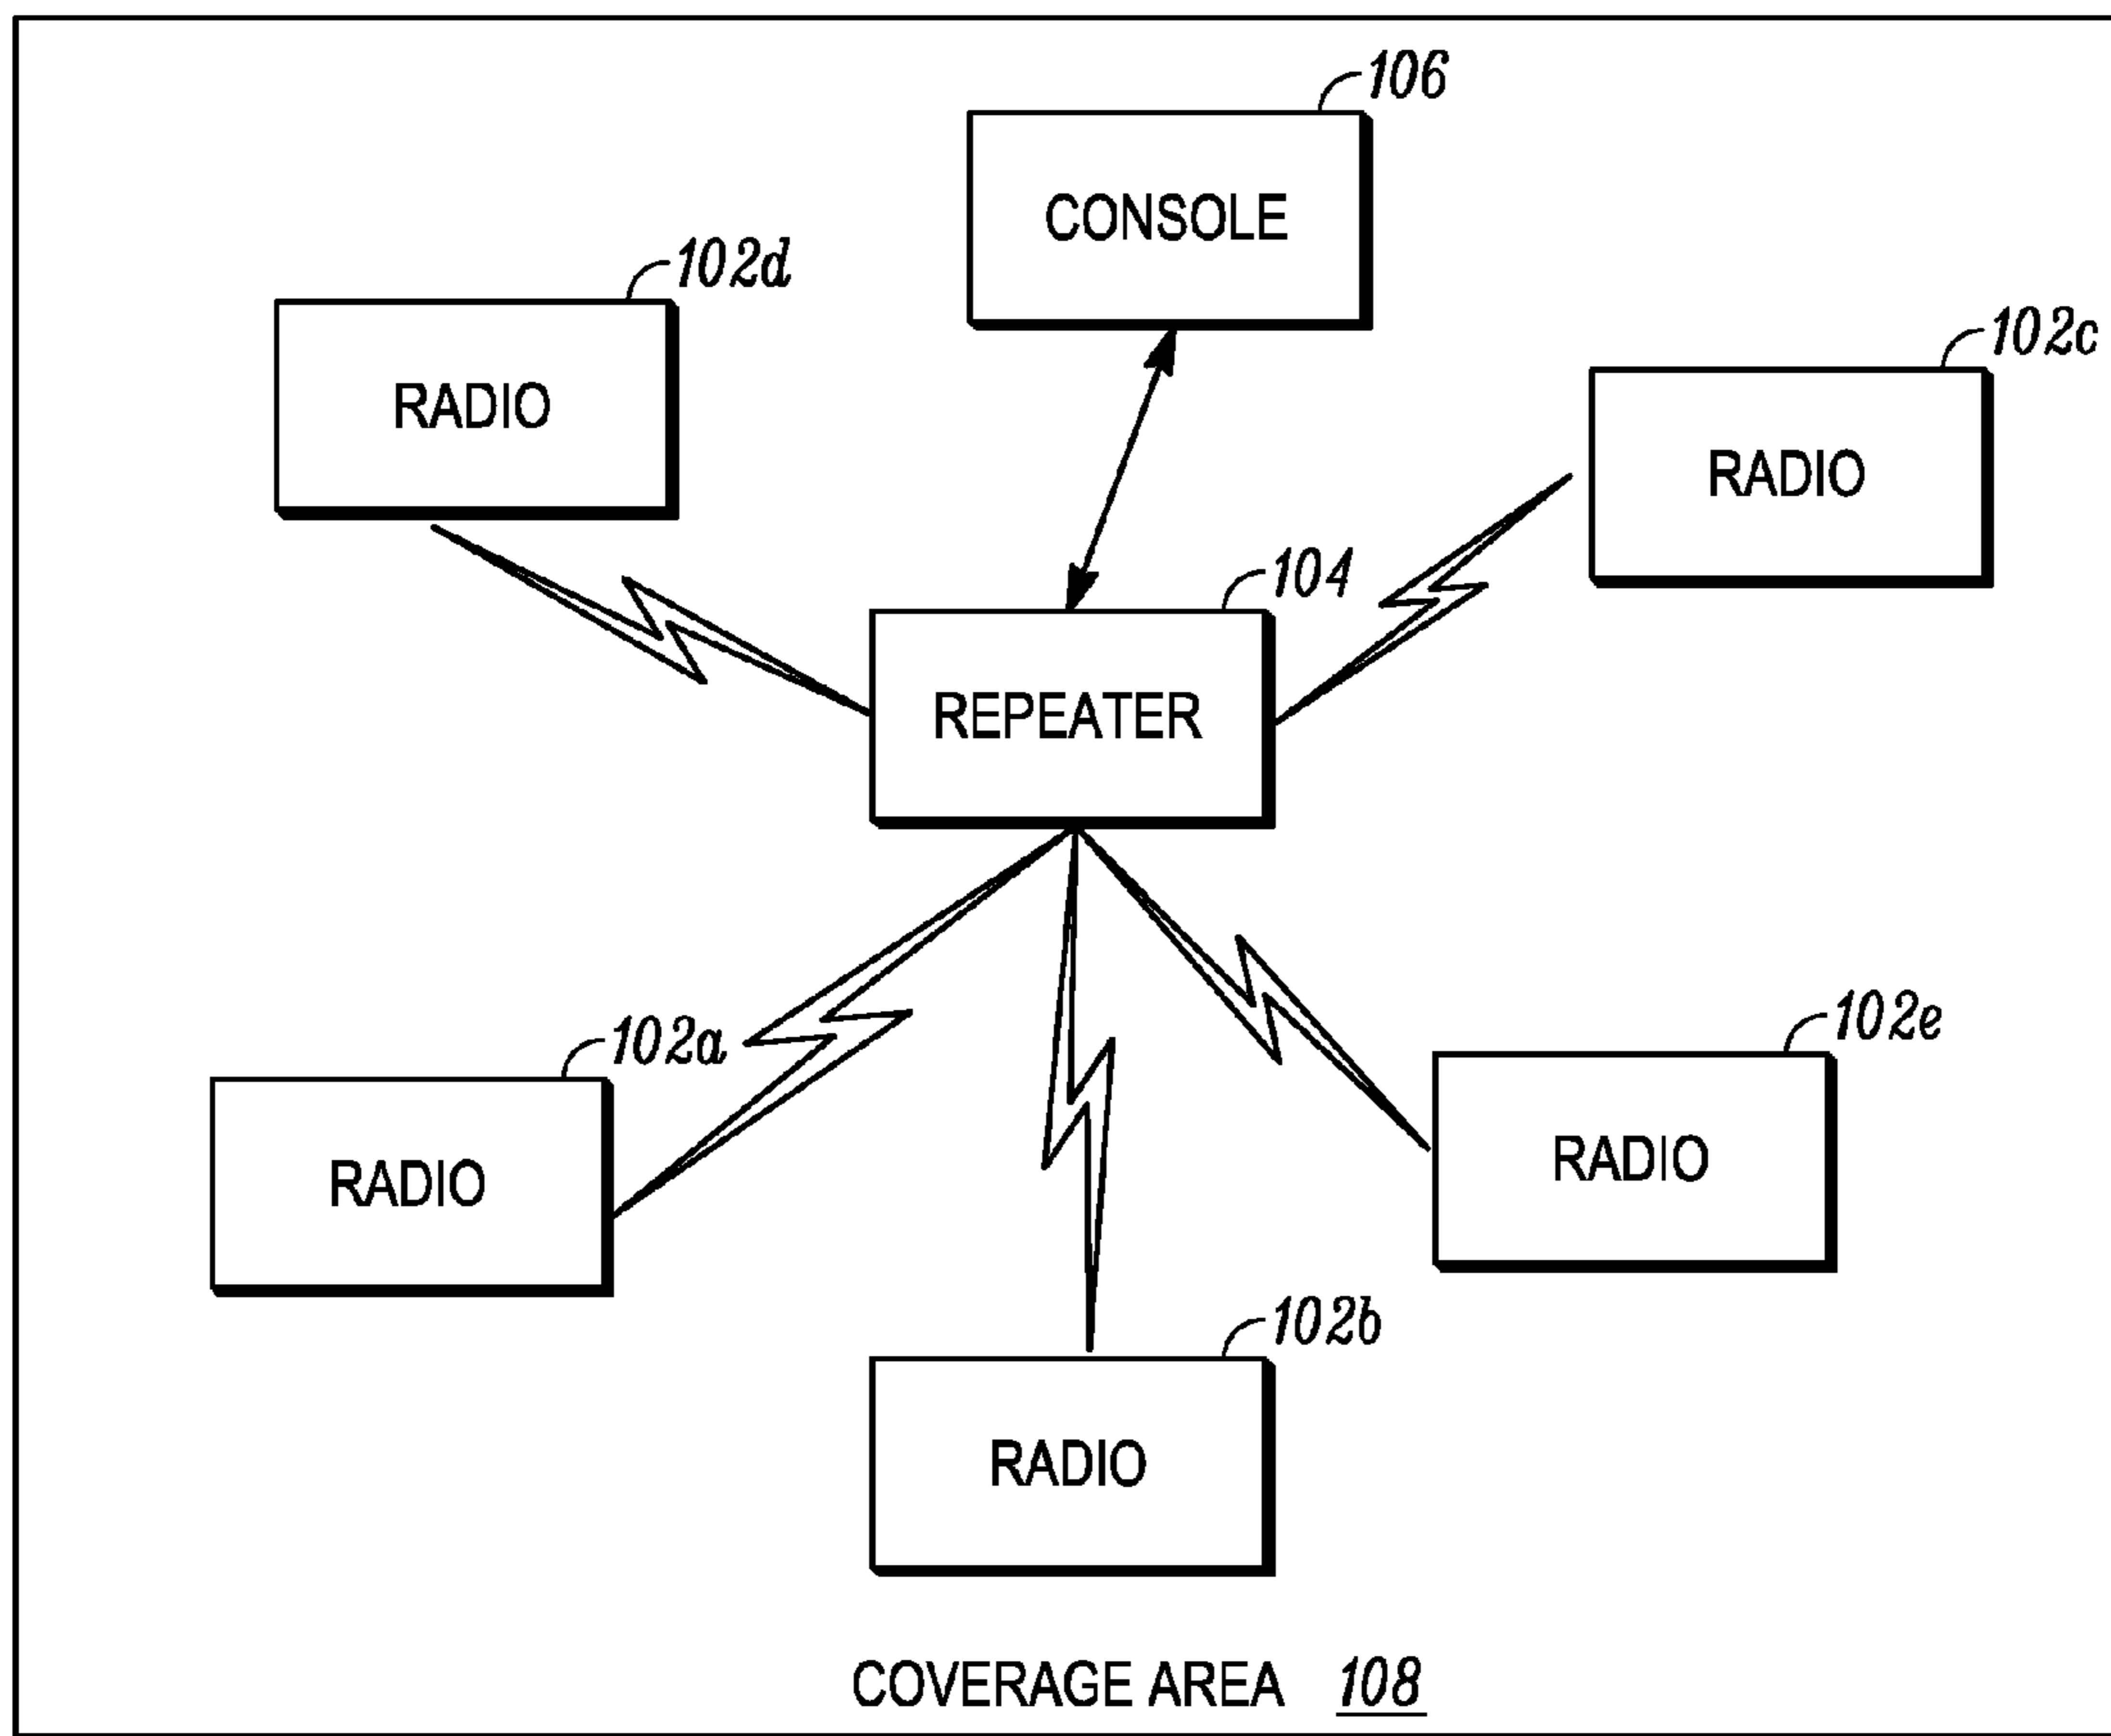 106
CONSOLE
102d
RADIO
102c
RADIO
104
REPEATER
102a
RADIO
102e
RADIO
102b
RADIO
COVERAGE AREA 108